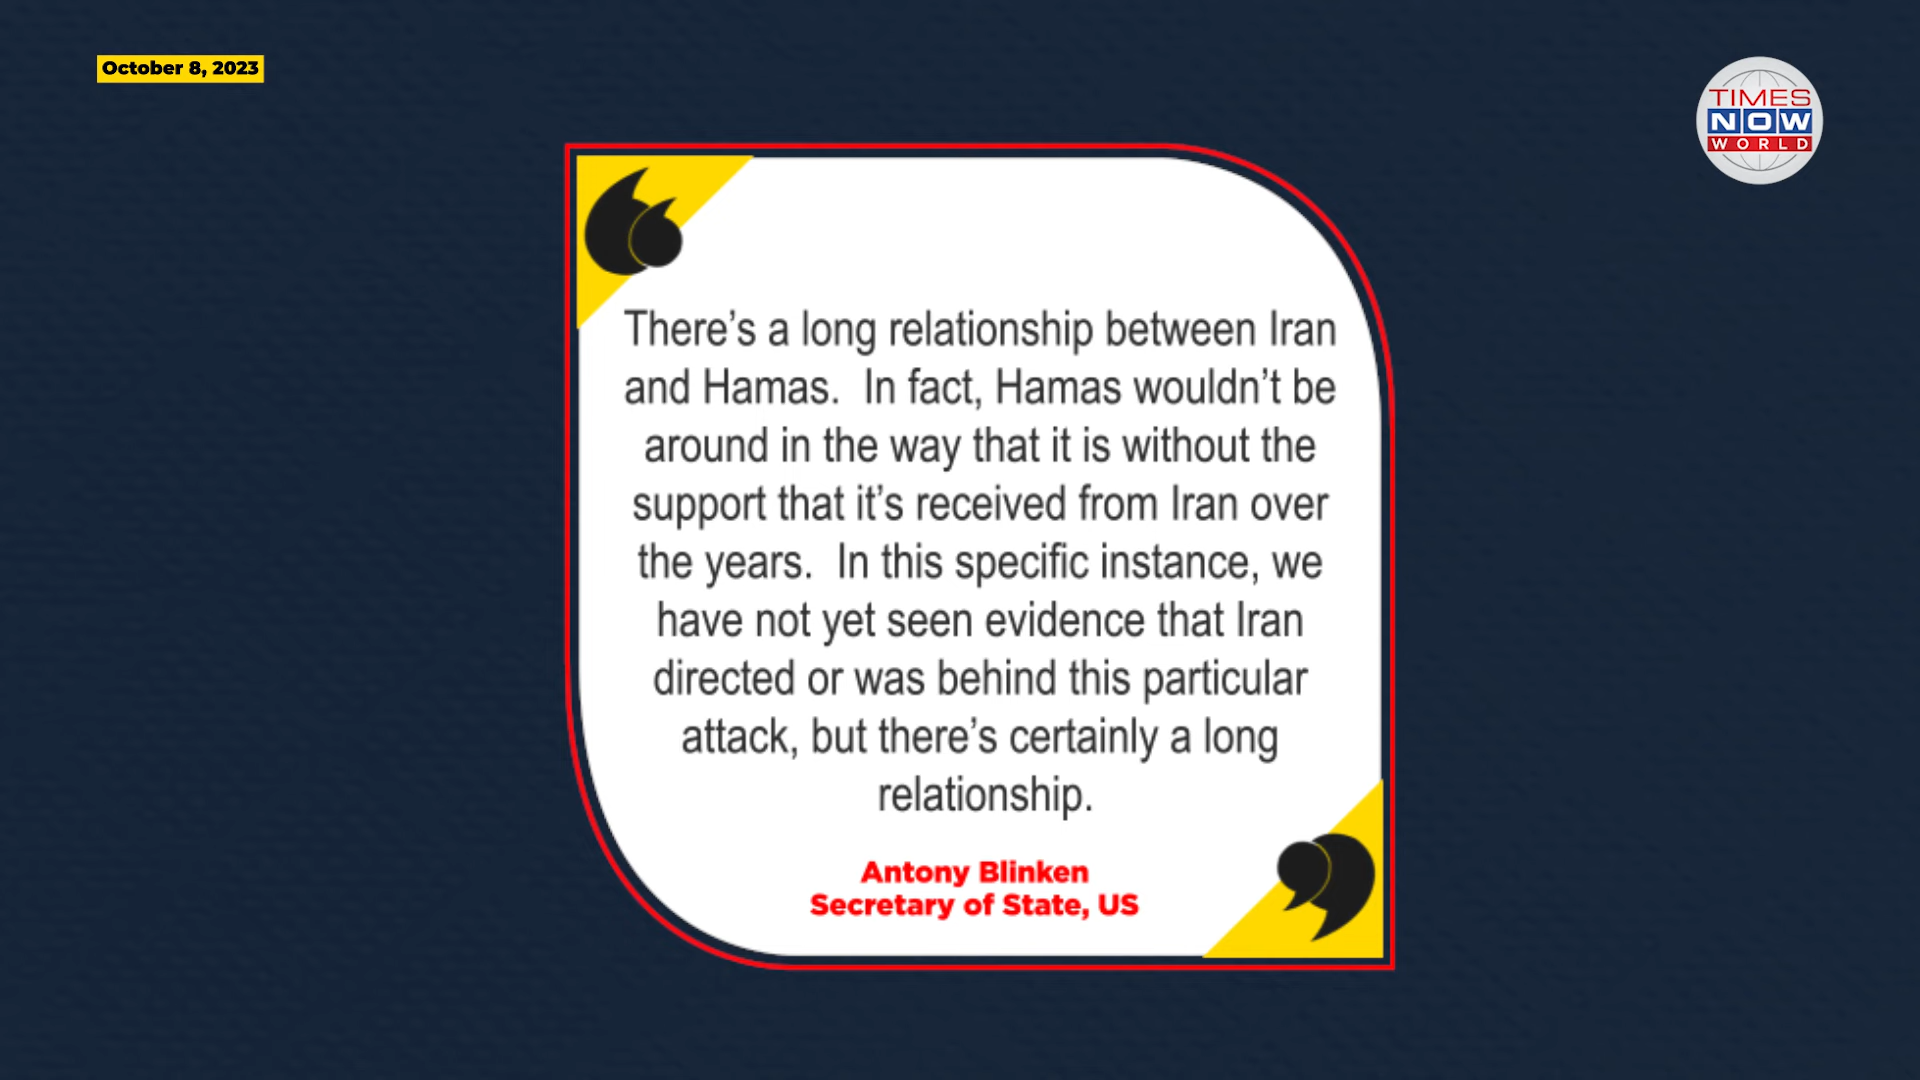 October 8, 2023
TIMES
NOW
WORLD
There’s a long relationship between Iran
and Hamas.  In fact, Hamas wouldn’t be
around in the way that it is without the
support that it’s received from Iran over
the years.  In this specific instance, we
have not yet seen evidence that Iran
directed or was behind this particular
attack, but there’s certainly a long
relationship.
Antony Blinken
Secretary of State, US